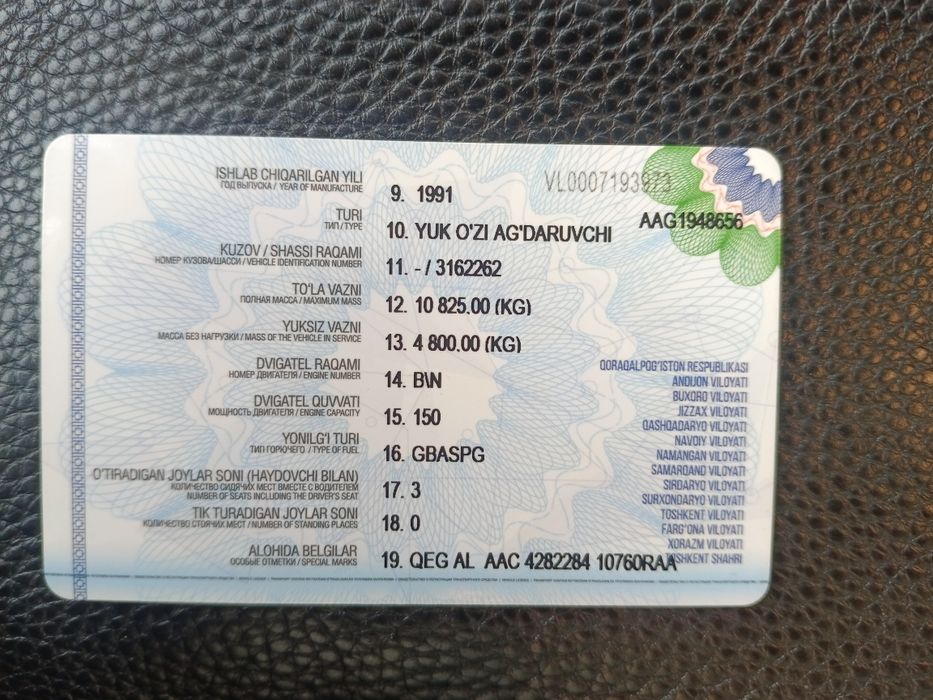 VL0007193973
AAG1948656
ISHLAB CHIQARILGAN YILI
ГОД ВЫПУСКА / YEAR OF MANUFACTURE
9. 1991
TURI
ТИП / TYPE
10. YUK O'ZI AG'DARUVCHI
KUZOV / SHASSI RAQAMI
НОМЕР КУЗОВА/ШАССИ / VEHICLE IDENTIFICATION NUMBER
11. - / 3162262
TO'LA VAZNI
ПОЛНАЯ МАССА / MAXIMUM MASS
12. 10 825.00 (KG)
YUKSIZ VAZNI
МАССА БЕЗ НАГРУЗКИ / MASS OF THE VEHICLE IN SERVICE
13. 4 800.00 (KG)
DVIGATEL RAQAMI
НОМЕР ДВИГАТЕЛЯ / ENGINE NUMBER
14. B\N
DVIGATEL QUVVATI
МОЩНОСТЬ ДВИГАТЕЛЯ / ENGINE CAPACITY
15. 150
YONILG'I TURI
ТИП ГОРЮЧЕГО / TYPE OF FUEL
16. GBASPG
O'TIRADIGAN JOYLAR SONI (HAYDOVCHI BILAN)
КОЛИЧЕСТВО СИДЯЧИХ МЕСТ ВМЕСТЕ С ВОДИТЕЛЕМ
NUMBER OF SEATS INCLUDING THE DRIVER'S SEAT
17. 3
TIK TURADIGAN JOYLAR SONI
КОЛИЧЕСТВО СТОЯЧИХ МЕСТ / NUMBER OF STANDING PLACES
18. 0
ALOHIDA BELGILAR
ОСОБЫЕ ОТМЕТКИ / SPECIAL MARKS
19. QEG AL AAC 4282284 10760RAA
QORAQALPOG'ISTON RESPUBLIKASI
ANDIJON VILOYATI
BUXORO VILOYATI
JIZZAX VILOYATI
QASHQADARYO VILOYATI
NAVOIY VILOYATI
NAMANGAN VILOYATI
SAMARQAND VILOYATI
SIRDARYO VILOYATI
SURXONDARYO VILOYATI
TOSHKENT VILOYATI
FARG'ONA VILOYATI
XORAZM VILOYATI
TOSHKENT SHAHRI